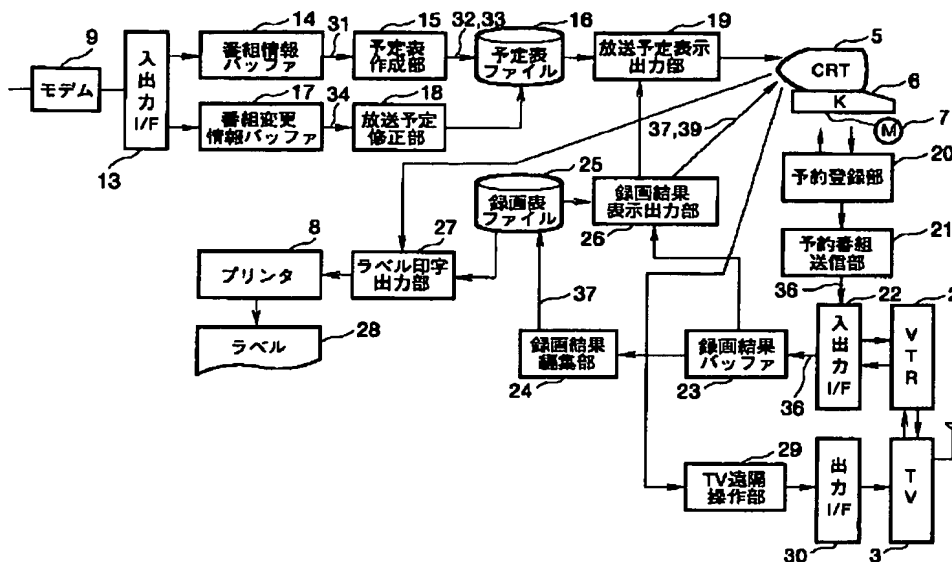 14
31
15
32,33
16
19
5
9
モデム
入出力I/F
13
番組情報
バッファ
予定表
作成部
予定表
ファイル
放送予定表示
出力部
CRT
6
K
M
7
17
34
18
番組変更
情報バッファ
放送予定
修正部
37,39
20
予約登録部
25
録画表
ファイル
録画結果
表示出力部
26
21
予約番組
送信部
8
プリンタ
27
ラベル印字
出力部
36
22
2
28
ラベル
37
録画結果
編集部
24
録画結果
バッファ
23
36
入出力I/F
VTR
29
TV遠隔
操作部
出力I/F
30
TV
3